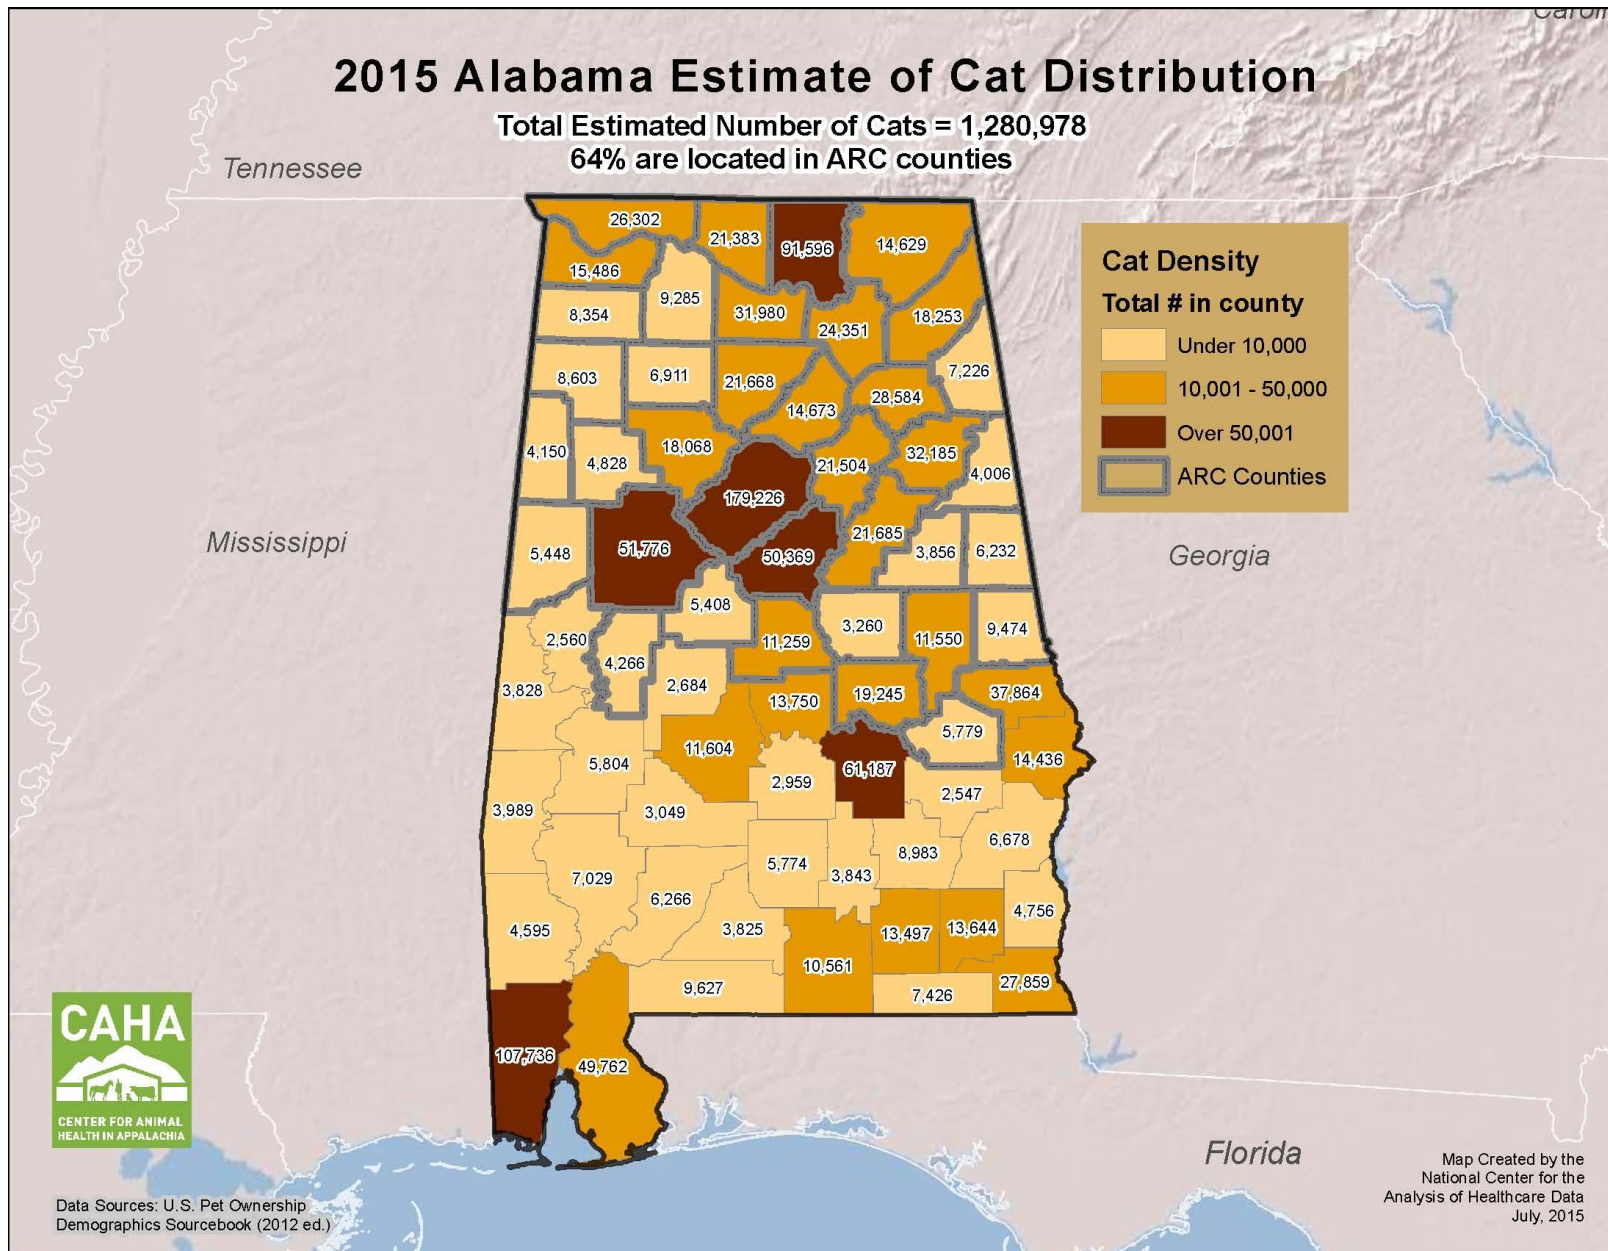 Caroli
2015 Alabama Estimate of Cat Distribution
Total Estimated Number of Cats = 1,280,978
64% are located in ARC counties
Tennessee
26,302
21,383
91,596
14,629
15,486
9,285
8,354
31,980
24,351
18,253
8,603
6,911
21,668
14,673
28,584
7,226
4,150
4,828
18,068
21,504
32,185
4,006
179,226
5,448
51,776
50,369
21,685
3,856
6,232
5,408
2,560
4,266
11,259
3,260
11,550
9,474
3,828
2,684
13,750
19,245
37,864
5,779
11,604
5,804
2,959
61,187
14,436
3,989
3,049
2,547
7,029
5,774
3,843
8,983
6,678
6,266
4,595
3,825
10,561
13,497
13,644
4,756
9,627
7,426
27,859
107,736
49,762
Cat Density
Total # in county
Under 10,000
10,001 - 50,000
Over 50,001
ARC Counties
Mississippi
Georgia
Florida
CAHA
CENTER FOR ANIMAL
HEALTH IN APPALACHIA
Data Sources: U.S. Pet Ownership
Demographics Sourcebook (2012 ed.)
Map Created by the
National Center for the
Analysis of Healthcare Data
July, 2015